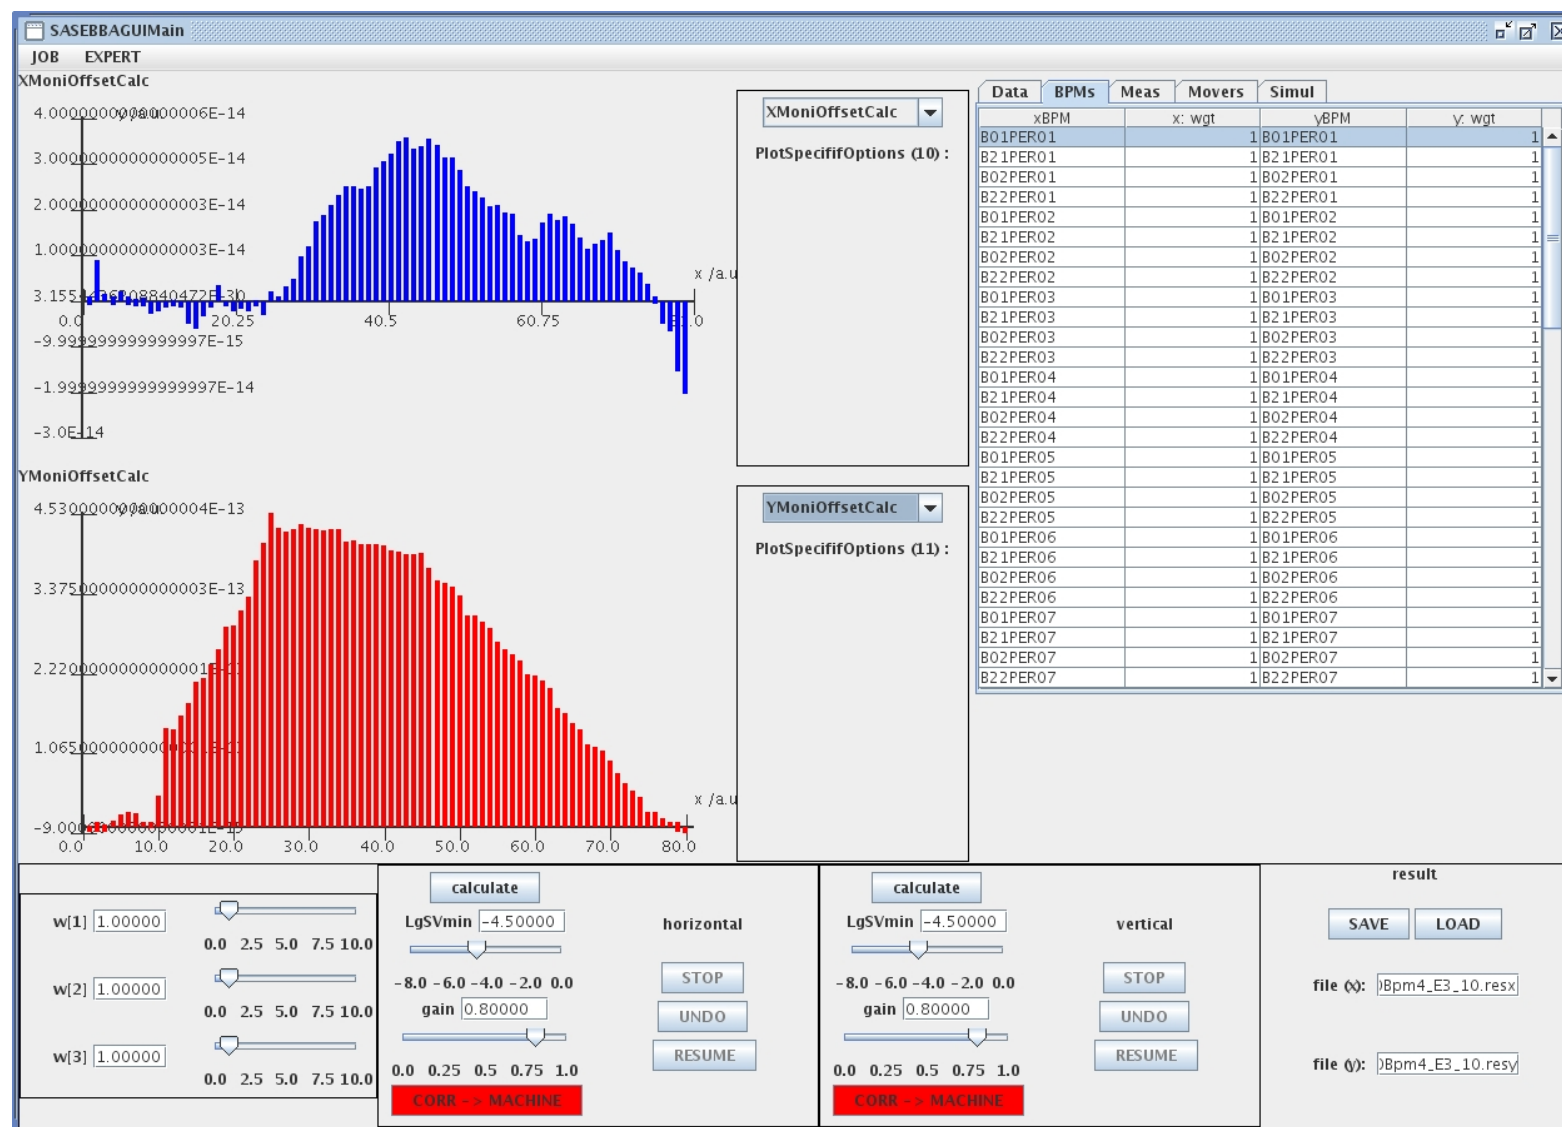 SASEBBAGUIMain
JOB EXPERT
XMoniOffsetCalc
4.0000000000000006E-14
y /a.u.
3.0000000000000005E-14
2.0000000000000003E-14
1.0000000000000003E-14
x /a.u
0.0 20.25 40.5 60.75 81.0
-9.999999999999997E-15
-1.9999999999999997E-14
-3.0E-14
XMoniOffsetCalc
PlotSpecififOptions (10) :
YMoniOffsetCalc
4.530000000000004E-13
y /a.u.
3.375000000000003E-13
x /a.u
0.0 10.0 20.0 30.0 40.0 50.0 60.0 70.0 80.0
YMoniOffsetCalc
PlotSpecififOptions (11) :
Data BPMs Meas Movers Simul
xBPM x: wgt yBPM y: wgt
B01PER01 1 B01PER01 1
B21PER01 1 B21PER01 1
B02PER01 1 B02PER01 1
B22PER01 1 B22PER01 1
B01PER02 1 B01PER02 1
B21PER02 1 B21PER02 1
B02PER02 1 B02PER02 1
B22PER02 1 B22PER02 1
B01PER03 1 B01PER03 1
B21PER03 1 B21PER03 1
B02PER03 1 B02PER03 1
B22PER03 1 B22PER03 1
B01PER04 1 B01PER04 1
B21PER04 1 B21PER04 1
B02PER04 1 B02PER04 1
B22PER04 1 B22PER04 1
B01PER05 1 B01PER05 1
B21PER05 1 B21PER05 1
B02PER05 1 B02PER05 1
B22PER05 1 B22PER05 1
B01PER06 1 B01PER06 1
B21PER06 1 B21PER06 1
B02PER06 1 B02PER06 1
B22PER06 1 B22PER06 1
B01PER07 1 B01PER07 1
B21PER07 1 B21PER07 1
B02PER07 1 B02PER07 1
B22PER07 1 B22PER07 1
w[1] 1.00000
0.0 2.5 5.0 7.5 10.0
w[2] 1.00000
0.0 2.5 5.0 7.5 10.0
w[3] 1.00000
0.0 2.5 5.0 7.5 10.0
calculate
LgSVmin -4.50000
horizontal
-8.0 -6.0 -4.0 -2.0 0.0
STOP
gain 0.80000
UNDO
RESUME
0.0 0.25 0.5 0.75 1.0
CORR -> MACHINE
calculate
LgSVmin -4.50000
vertical
-8.0 -6.0 -4.0 -2.0 0.0
STOP
gain 0.80000
UNDO
RESUME
0.0 0.25 0.5 0.75 1.0
CORR -> MACHINE
result
SAVE LOAD
file (x): )Bpm4_E3_10.resx
file (y): )Bpm4_E3_10.resy